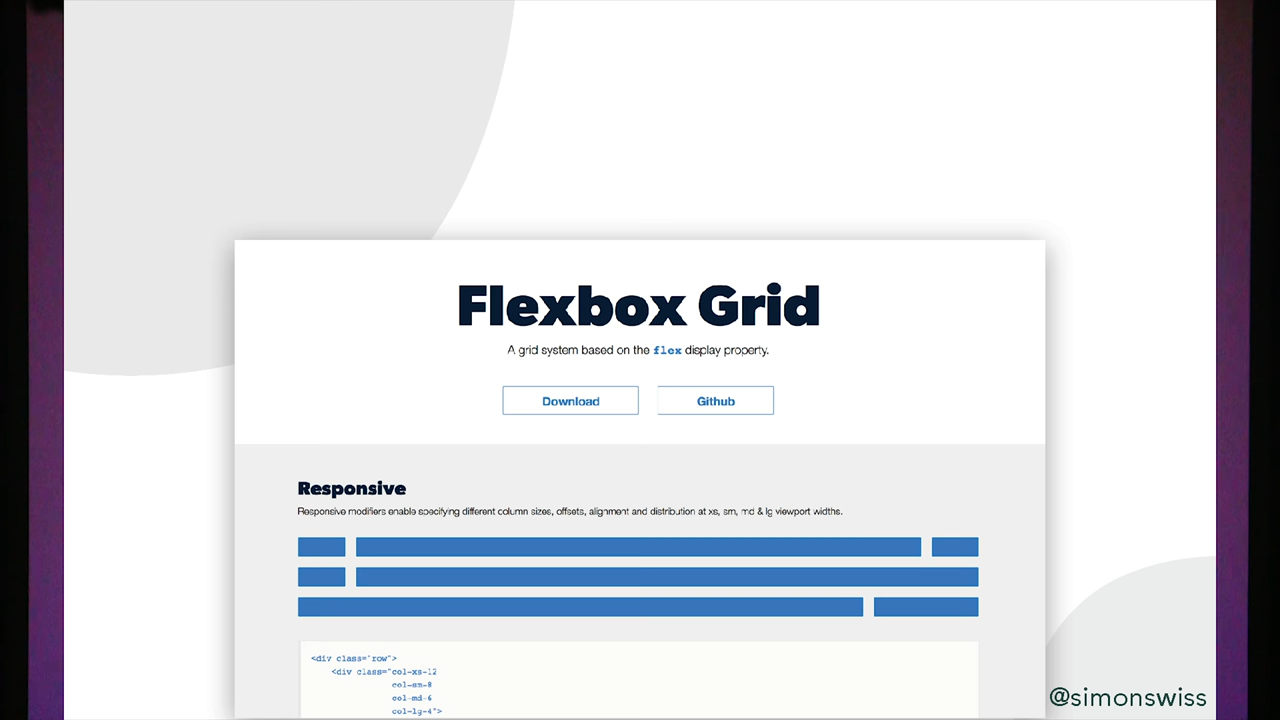 Flexbox Grid
A grid system based on the flex display property.
Download
Github
Responsive
Responsive modifiers enable specifying different column sizes, offsets, alignment and distribution at xs, sm, md & lg viewport widths.
<div class="row">
<div class="col-xs-12
col-sm-8
col-md-6
col-lg-4">
@simonswiss